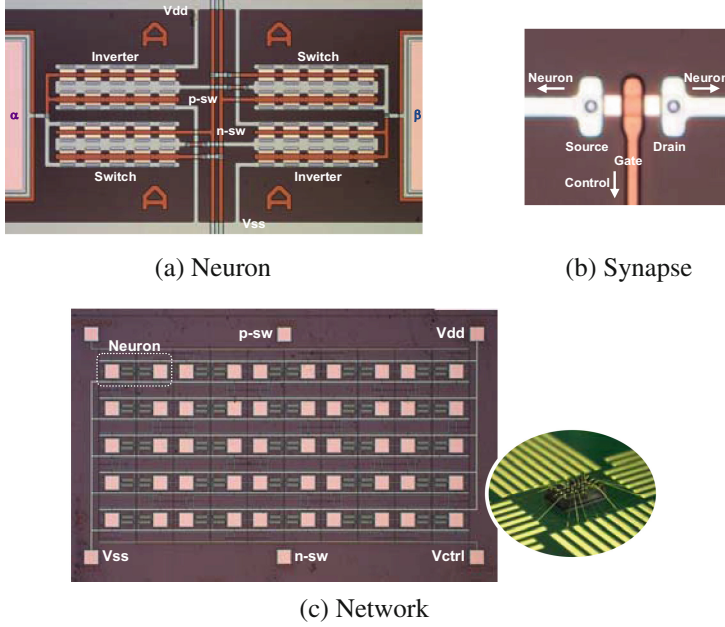 Vdd
Inverter
Switch
p-sw
α
β
n-sw
Switch
Inverter
Vss
(a) Neuron
Neuron
Neuron
Source
Drain
Gate
Control
(b) Synapse
p-sw
Vdd
Neuron
Vss
n-sw
Vctrl
(c) Network